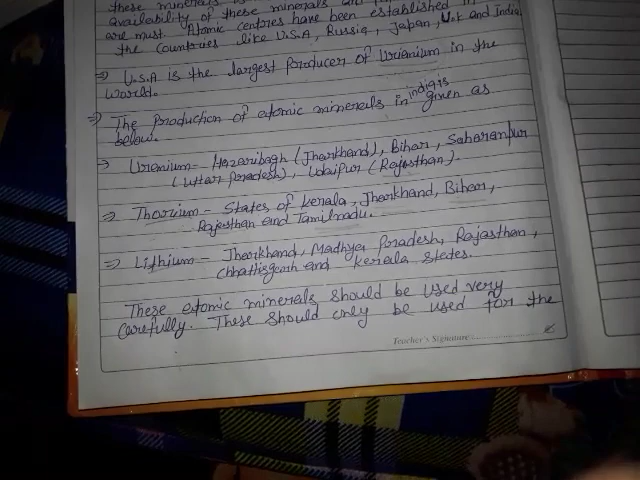 these minerals
availability of these minerals and
are must. Atomic centres have been established in
the countries like U.S.A, Russia, Japan, U.K and India.
⇒ U.S.A is the largest producer of Uranium in the
world.
⇒ The production of atomic minerals in india is given as
below.
⇒ Uranium - Hazaribagh (Jharkhand), Bihar, Saharanpur
(Uttar pradesh), Udaipur (Rajasthan).
⇒ Thorium - States of kerala, Jharkhand, Bihar,
Rajasthan and Tamilnadu.
⇒ Lithium - Jharkhand, Madhya pradesh, Rajasthan,
Chhattisgarh and kerala states.
These atomic minerals should be used very
carefully. These should only be used for the
Teacher's Signature